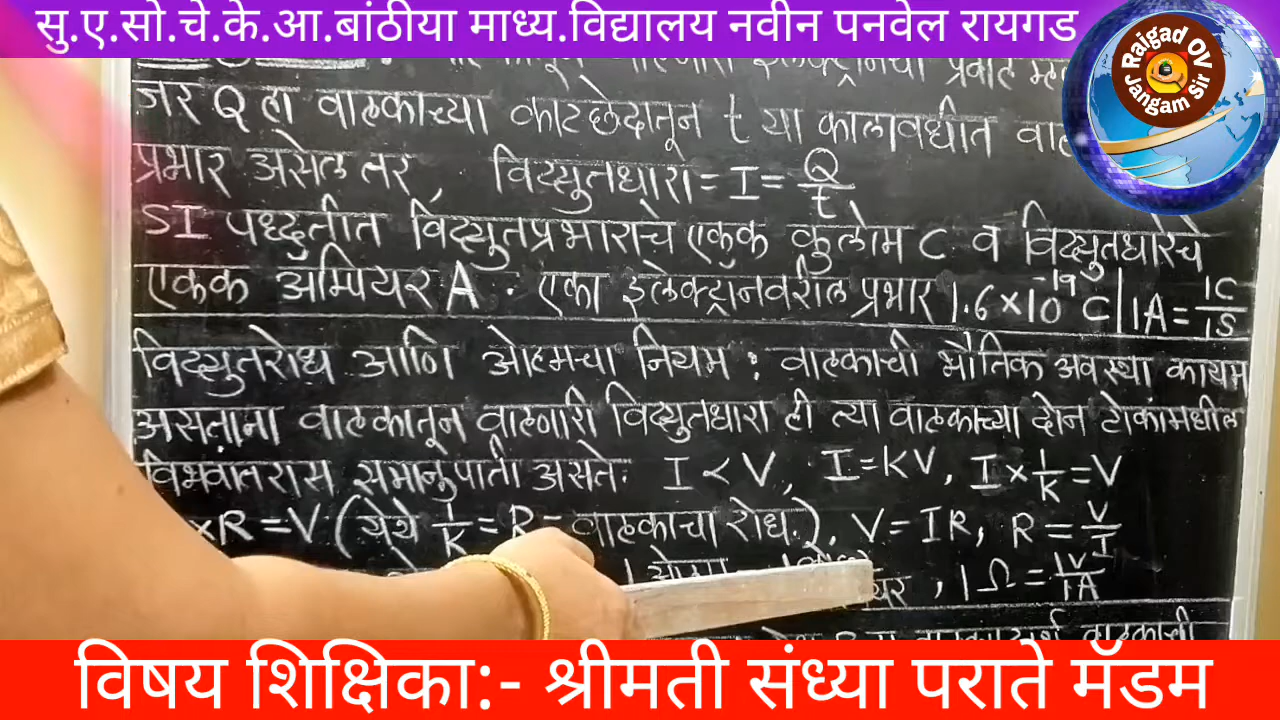 सु.ए.सो.चे.के.आ.बांठीया माध्य.विद्यालय नवीन पनवेल रायगड
Raigad OV
Jangam Sir
जर Q हा वाहकाच्या काटछेदातून t या कालावधीत
प्रभार असेल तर, विद्युतधारा = I = Q/t
SI पध्दतीत विद्युतप्रभाराचे एकक कुलोम C व विद्युतधारेचे
एकक अॅम्पियर A . एका इलेक्ट्रॉनवरील प्रभार 1.6×10⁻¹⁹ C | 1A = 1C/1S
विद्युतरोध आणि ओहमचा नियम : वाहकाची भौतिक अवस्था कायम
असताना वाहकातून वाहणारी विद्युतधारा ही त्या वाहकाच्या दोन टोकांमधील
विभवांतरास समानुपाती असते. I < V, I = KV, I × 1/K = V
×R = V (येथे 1/K = R = वाहकाचा रोध.). V = IR, R = V/I
, 1Ω = 1V/1A
विषय शिक्षिका:- श्रीमती संध्या पराते मॅडम